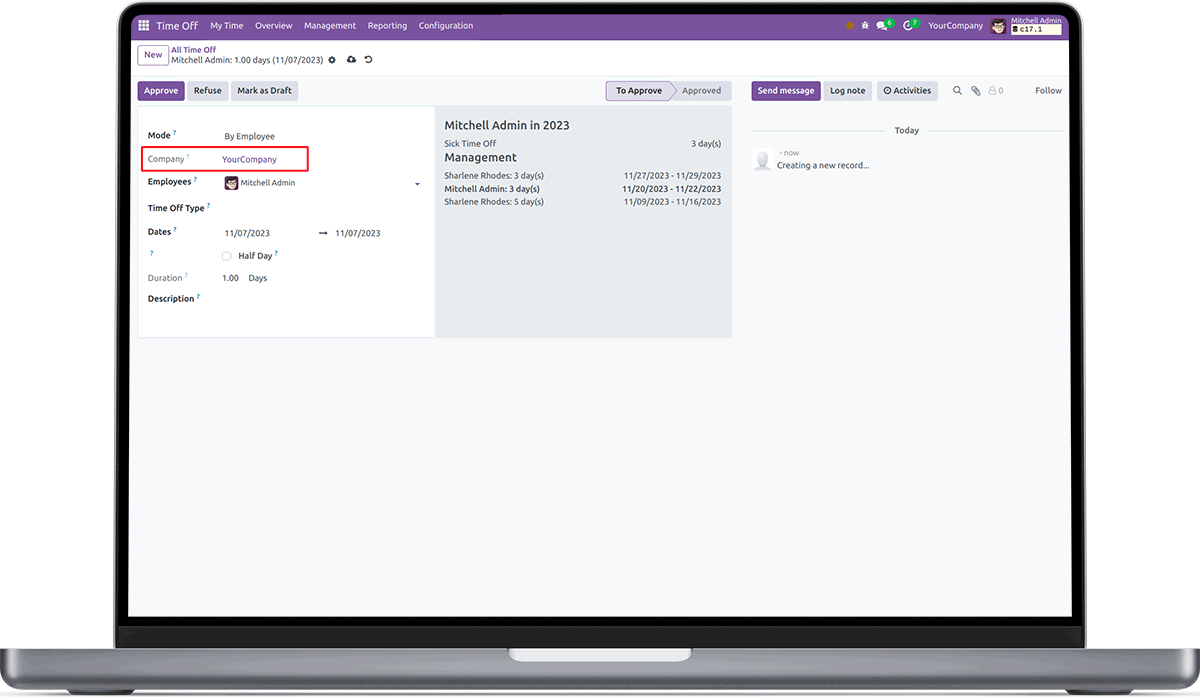 Time Off My Time Overview Management Reporting Configuration 6 7 YourCompany Mitchell Admin
c17.1
New All Time Off
Mitchell Admin: 1.00 days (11/07/2023)
Approve Refuse Mark as Draft To Approve Approved Send message Log note Activities 0 Follow
Mode ? By Employee
Company ? YourCompany
Employees ? Mitchell Admin
Time Off Type ?
Dates ? 11/07/2023 → 11/07/2023
? Half Day ?
Duration ? 1.00 Days
Description ?
Mitchell Admin in 2023
Sick Time Off 3 day(s)
Management
Sharlene Rhodes: 3 day(s) 11/27/2023 - 11/29/2023
Mitchell Admin: 3 day(s) 11/20/2023 - 11/22/2023
Sharlene Rhodes: 5 day(s) 11/09/2023 - 11/16/2023
Today
- now
Creating a new record...